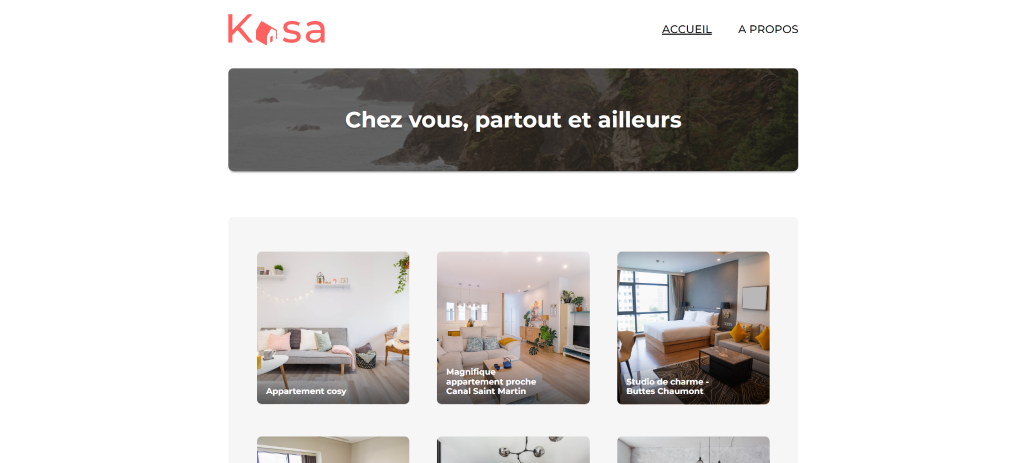 Kasa
ACCUEIL
A PROPOS
Chez vous, partout et ailleurs
Appartement cosy
Magnifique
appartement proche
Canal Saint Martin
Studio de charme -
Buttes Chaumont